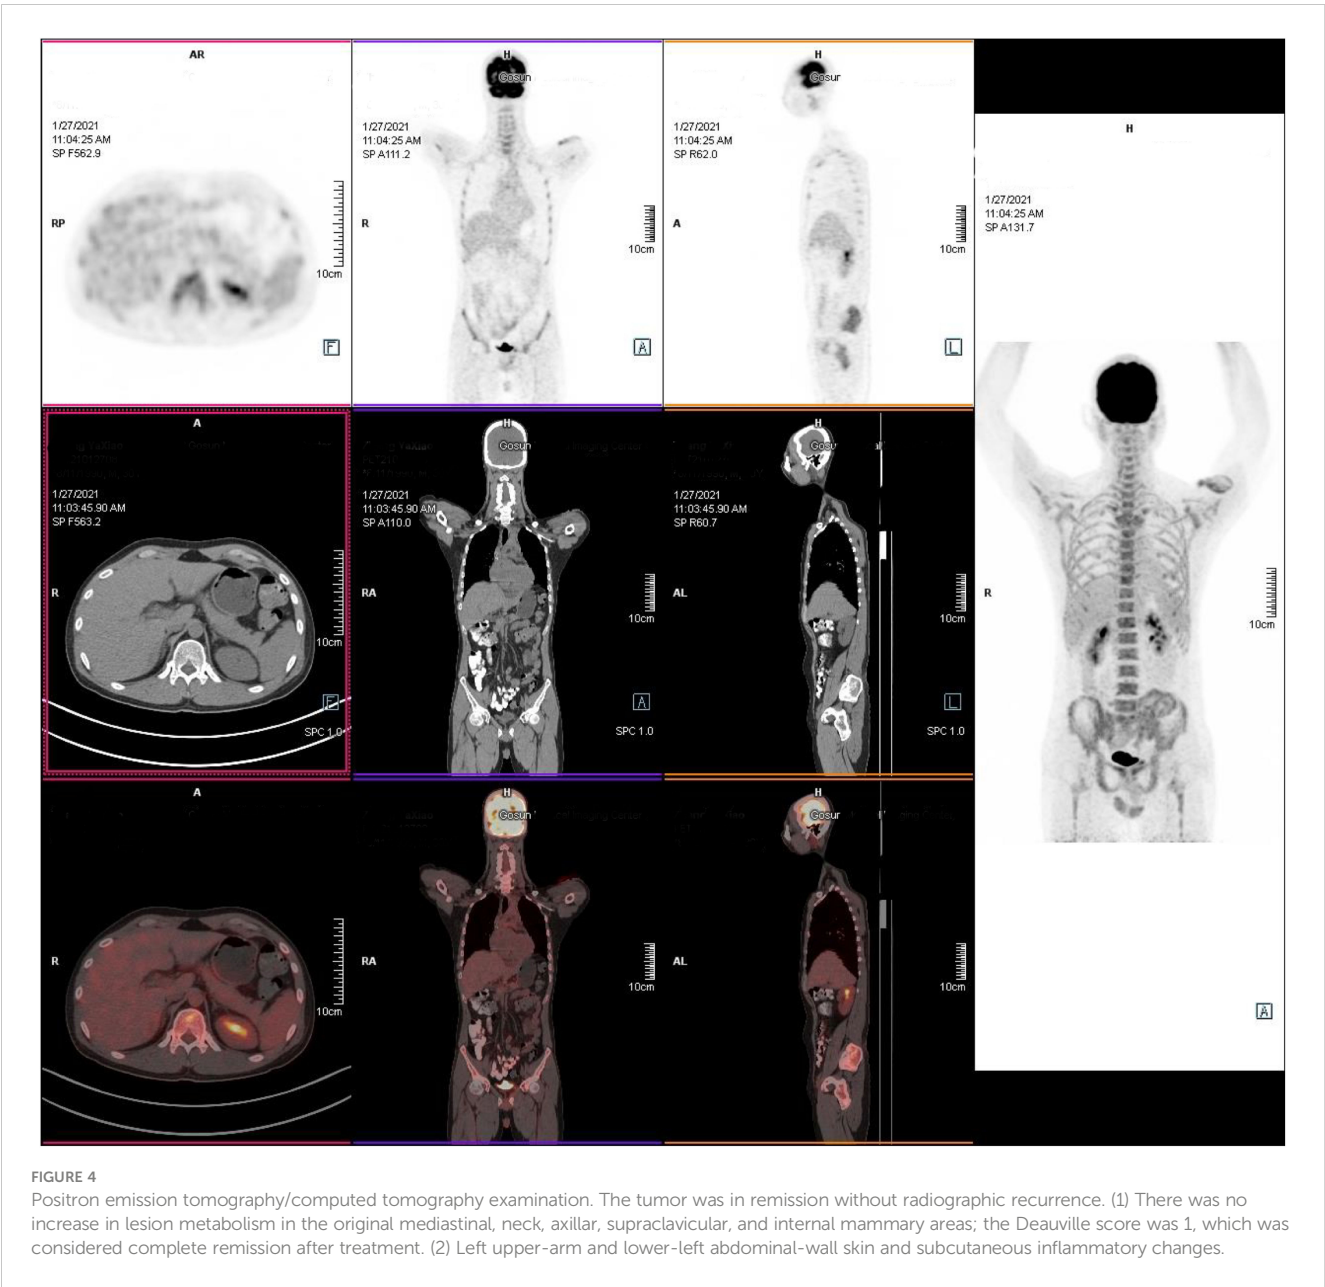 AR
1/27/2021
11:04:25 AM
SP F562.9
RP
10cm
F
H
Gosun
1/27/2021
11:04:25 AM
SP A111.2
R
10cm
A
H
Gosun
1/27/2021
11:04:25 AM
SP R62.0
A
10cm
L
H
1/27/2021
11:04:25 AM
SP A131.7
R
10cm
A
A
1/27/2021
11:03:45.90 AM
SP F563.2
R
10cm
F
SPC 1.0
H
Gosun
1/27/2021
11:03:45.90 AM
SP A110.0
RA
10cm
A
SPC 1.0
H
Gosu
1/27/2021
11:03:45.90 AM
SP R60.7
AL
10cm
L
SPC 1.0
A
R
10cm
H
Gosun
RA
10cm
H
Gosur
AL
10cm
FIGURE 4
Positron emission tomography/computed tomography examination. The tumor was in remission without radiographic recurrence. (1) There was no
increase in lesion metabolism in the original mediastinal, neck, axillar, supraclavicular, and internal mammary areas; the Deauville score was 1, which was
considered complete remission after treatment. (2) Left upper-arm and lower-left abdominal-wall skin and subcutaneous inflammatory changes.